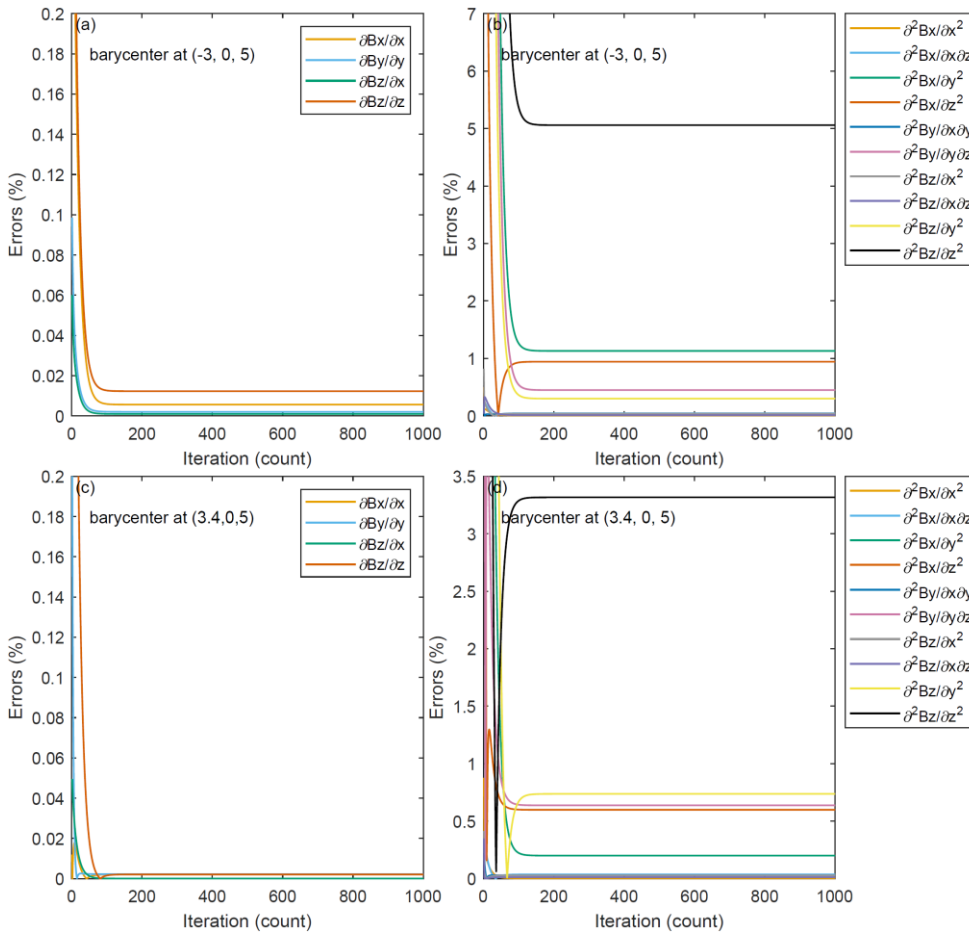 (a)
barycenter at (-3, 0, 5)
∂Bx/∂x
∂By/∂y
∂Bz/∂x
∂Bz/∂z
0.2
0.18
0.16
0.14
0.12
0.1
0.08
0.06
0.04
0.02
0
Errors (%)
0 200 400 600 800 1000
Iteration (count)
(b)
barycenter at (-3, 0, 5)
7
6
5
4
3
2
1
0
Errors (%)
0 200 400 600 800 1000
Iteration (count)
∂²Bx/∂x²
∂²Bx/∂x∂z
∂²Bx/∂y²
∂²Bx/∂z²
∂²By/∂x∂y
∂²By/∂y∂z
∂²Bz/∂x²
∂²Bz/∂x∂z
∂²Bz/∂y²
∂²Bz/∂z²
(c)
barycenter at (3.4,0,5)
∂Bx/∂x
∂By/∂y
∂Bz/∂x
∂Bz/∂z
0.2
0.18
0.16
0.14
0.12
0.1
0.08
0.06
0.04
0.02
0
Errors (%)
0 200 400 600 800 1000
Iteration (count)
(d)
barycenter at (3.4, 0, 5)
3.5
3
2.5
2
1.5
1
0.5
0
Errors (%)
0 200 400 600 800 1000
Iteration (count)
∂²Bx/∂x²
∂²Bx/∂x∂z
∂²Bx/∂y²
∂²Bx/∂z²
∂²By/∂x∂y
∂²By/∂y∂z
∂²Bz/∂x²
∂²Bz/∂x∂z
∂²Bz/∂y²
∂²Bz/∂z²